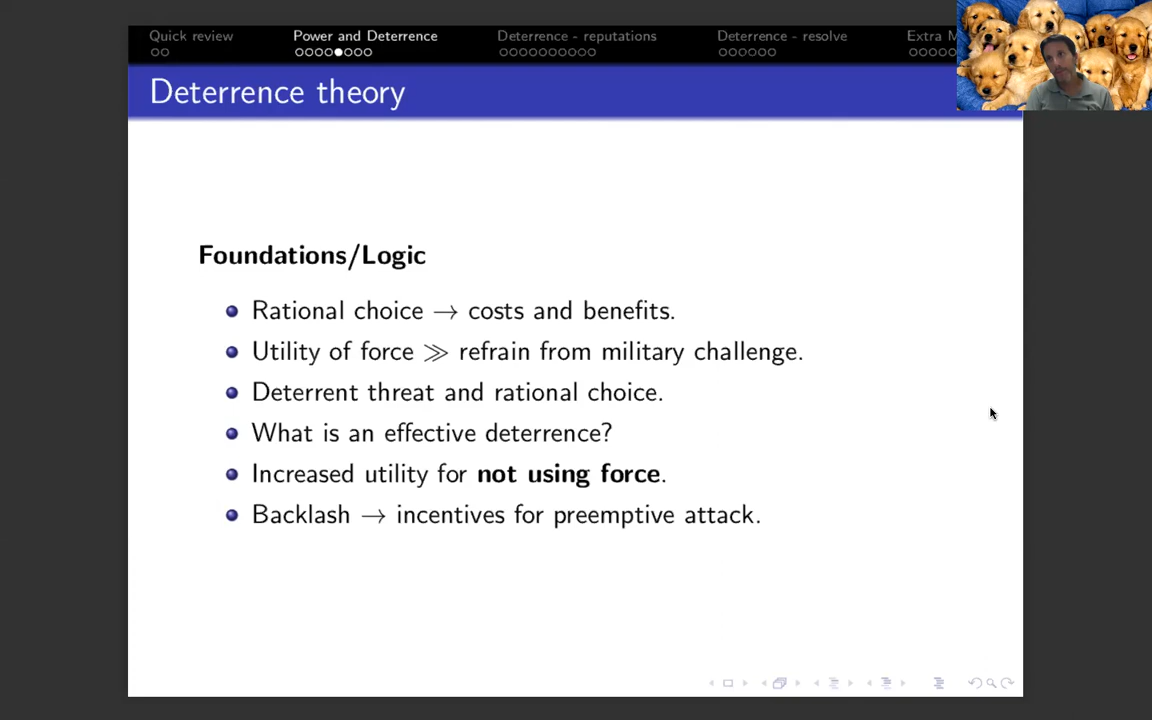 Quick review
Power and Deterrence
Deterrence - reputations
Deterrence - resolve
Extra M
Deterrence theory
Foundations/Logic
Rational choice → costs and benefits.
Utility of force ≫ refrain from military challenge.
Deterrent threat and rational choice.
What is an effective deterrence?
Increased utility for not using force.
Backlash → incentives for preemptive attack.